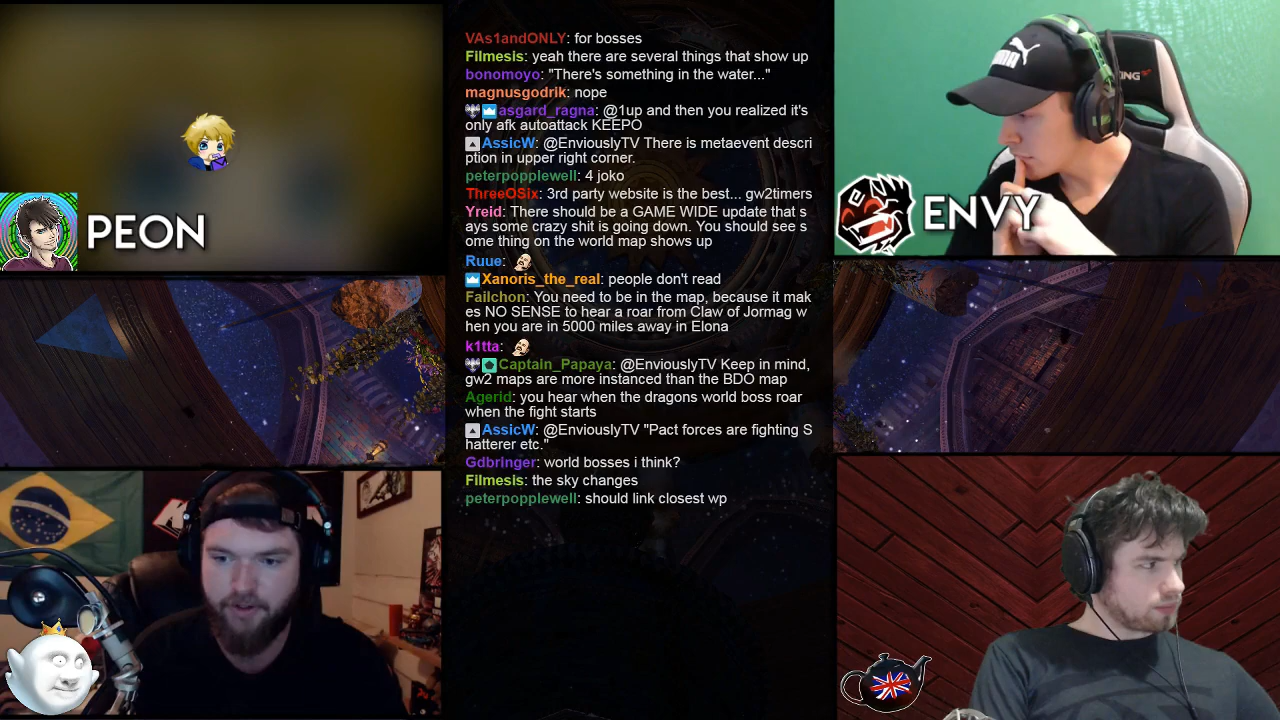 VAs1andONLY: for bosses
Filmesis: yeah there are several things that show up
bonomoyo: "There's something in the water..."
magnusgodrik: nope
asgard_ragna: @1up and then you realized it's
only afk autoattack KEEPO
AssicW: @EnviouslyTV There is metaevent descri
ption in upper right corner.
peterpopplewell: 4 joko
ThreeOSix: 3rd party website is the best... gw2timers
Yreid: There should be a GAME WIDE update that s
ays some crazy shit is going down. You should see s
ome thing on the world map shows up
Ruue:
Xanoris_the_real: people don't read
Failchon: You need to be in the map, because it mak
es NO SENSE to hear a roar from Claw of Jormag w
hen you are in 5000 miles away in Elona
k1tta:
Captain_Papaya: @EnviouslyTV Keep in mind,
gw2 maps are more instanced than the BDO map
Agerid: you hear when the dragons world boss roar
when the fight starts
AssicW: @EnviouslyTV "Pact forces are fighting S
hatterer etc."
Gdbringer: world bosses i think?
Filmesis: the sky changes
peterpopplewell: should link closest wp
PEON
ENVY
PUMA